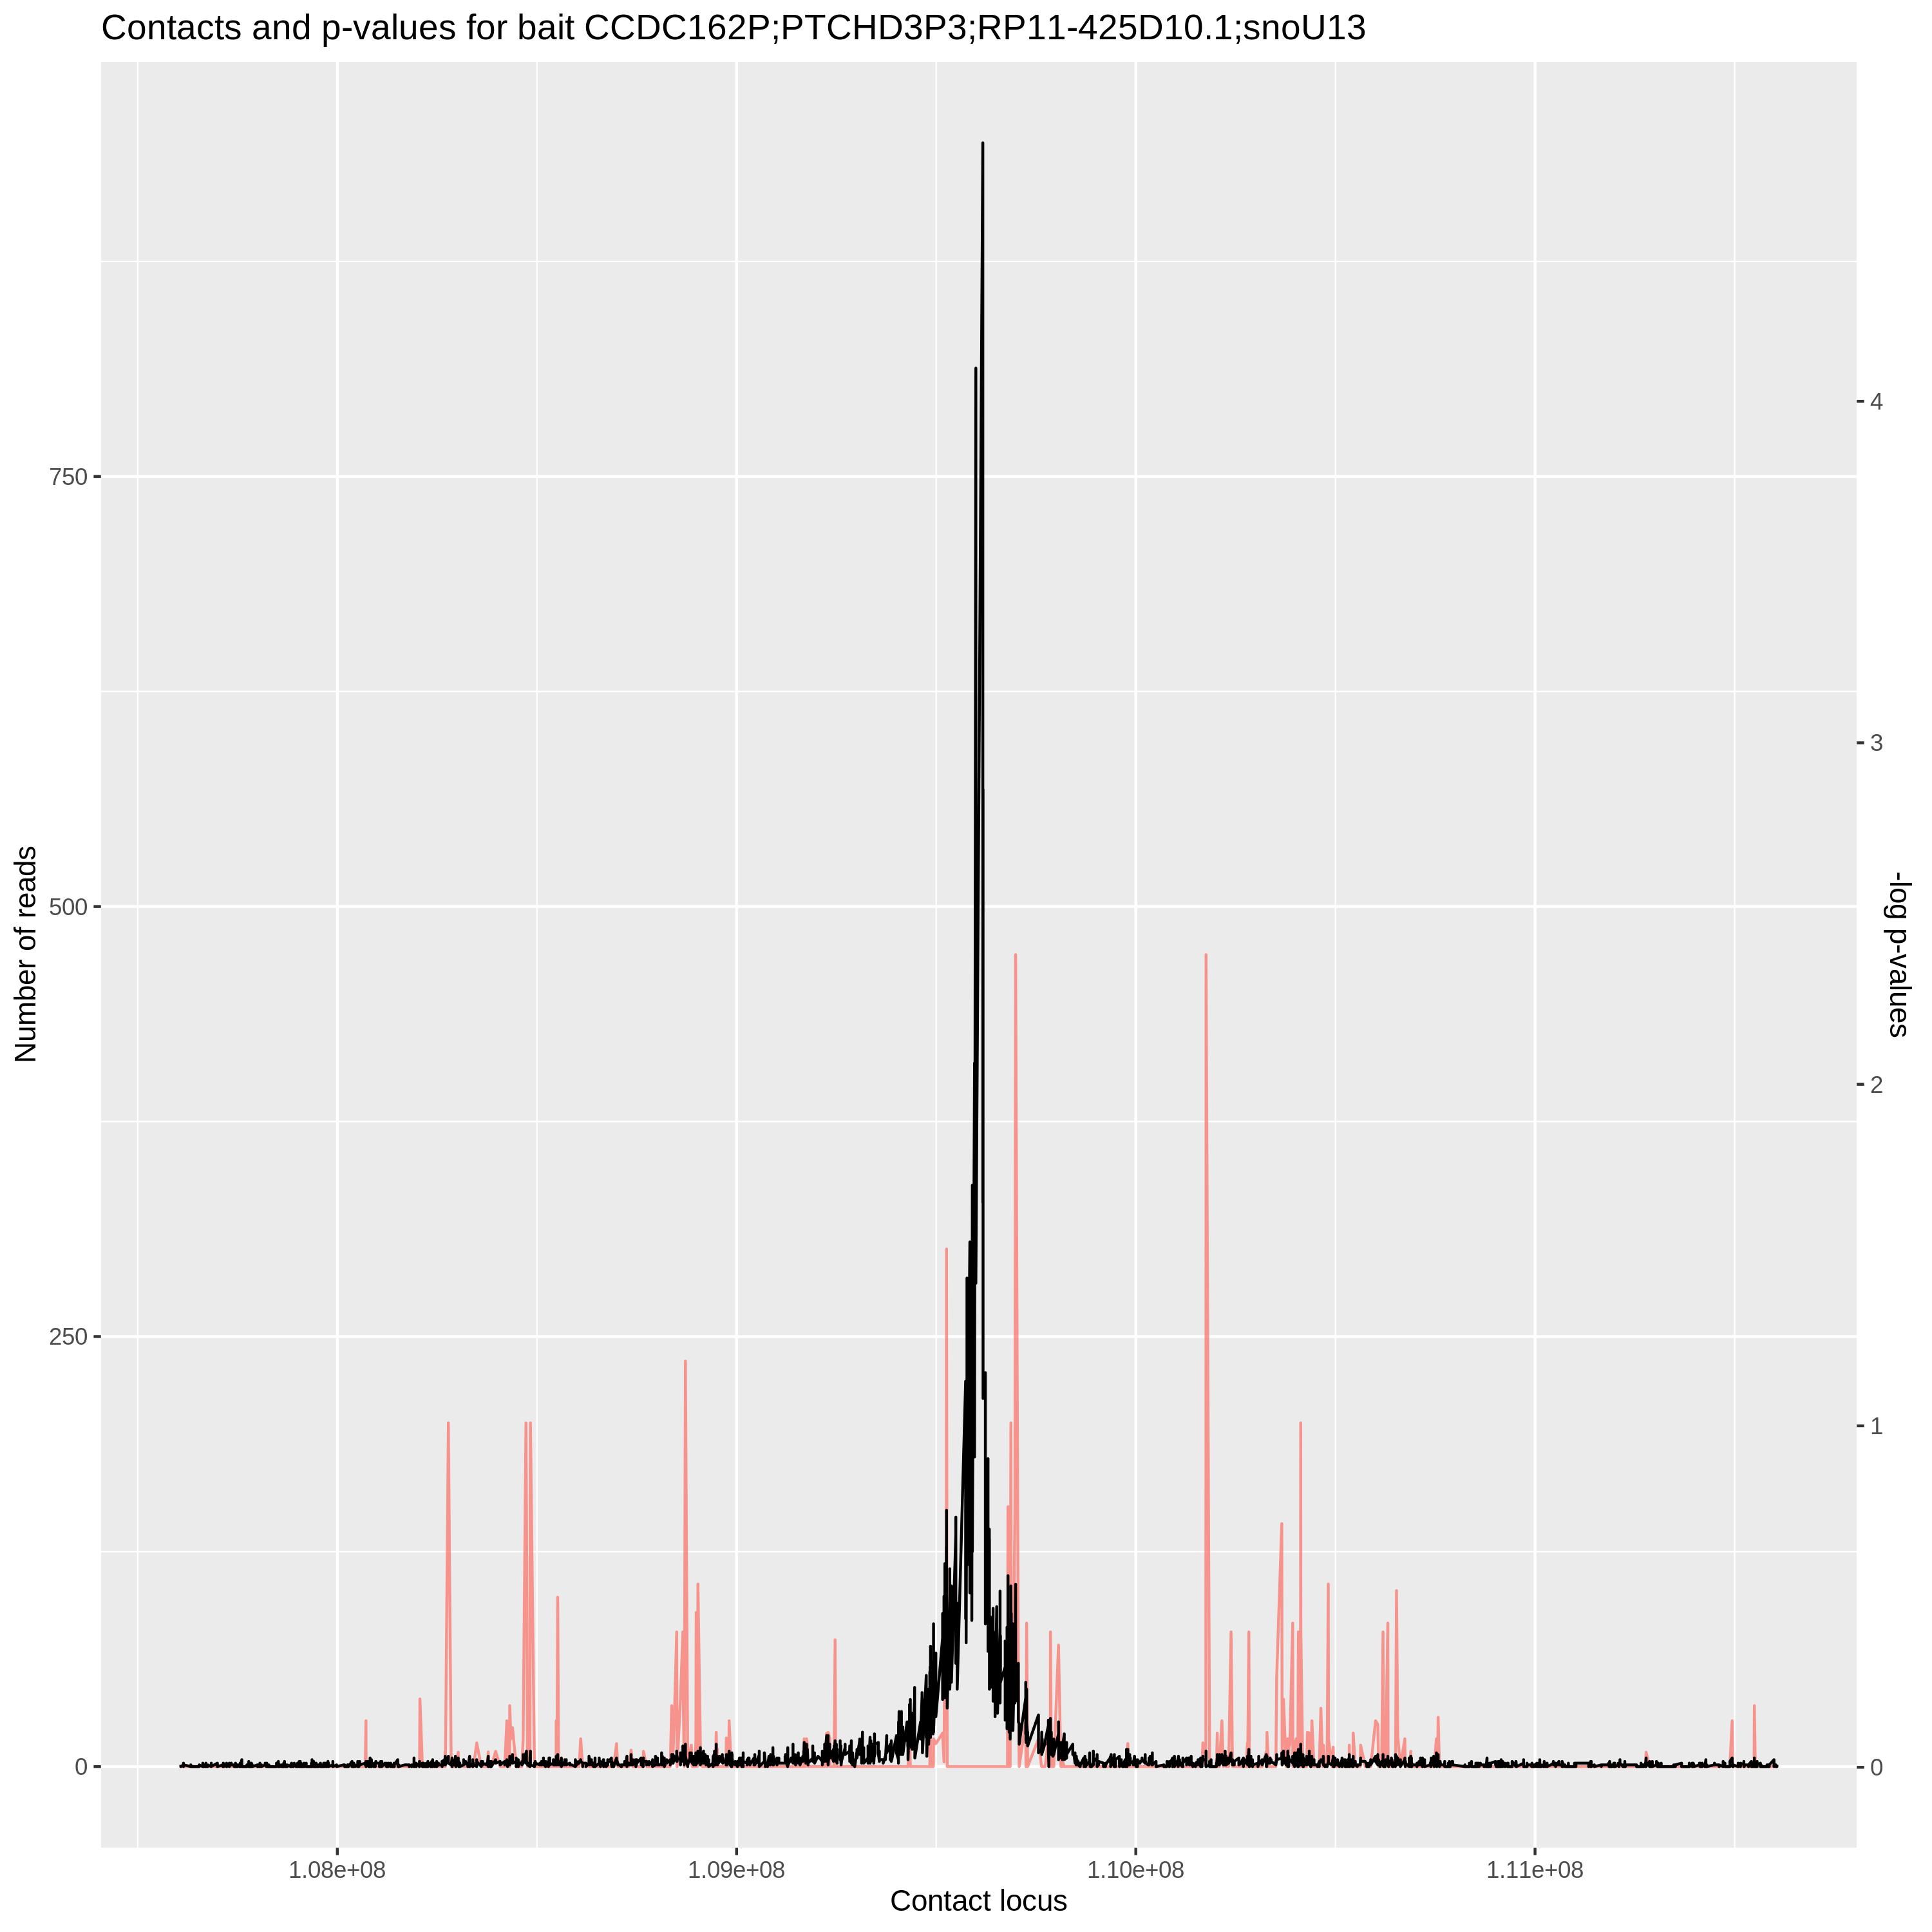 Contacts and p-values for bait CCDC162P;PTCHD3P3;RP11-425D10.1;snoU13
Number of reads
750
500
250
0
4
3
2
1
0
-log p-values
1.08e+08
1.09e+08
1.10e+08
1.11e+08
Contact locus